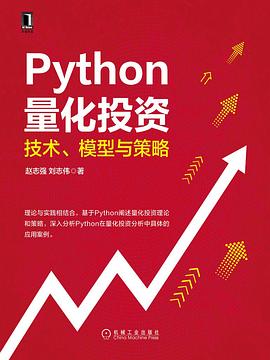 Python
量化投资
技术、模型与策略
赵志强 刘志伟 著
理论与实践相结合，基于Python阐述量化投资理论
和策略，深入分析Python在量化投资分析中具体的
应用案例。
机械工业出版社
China Machine Press